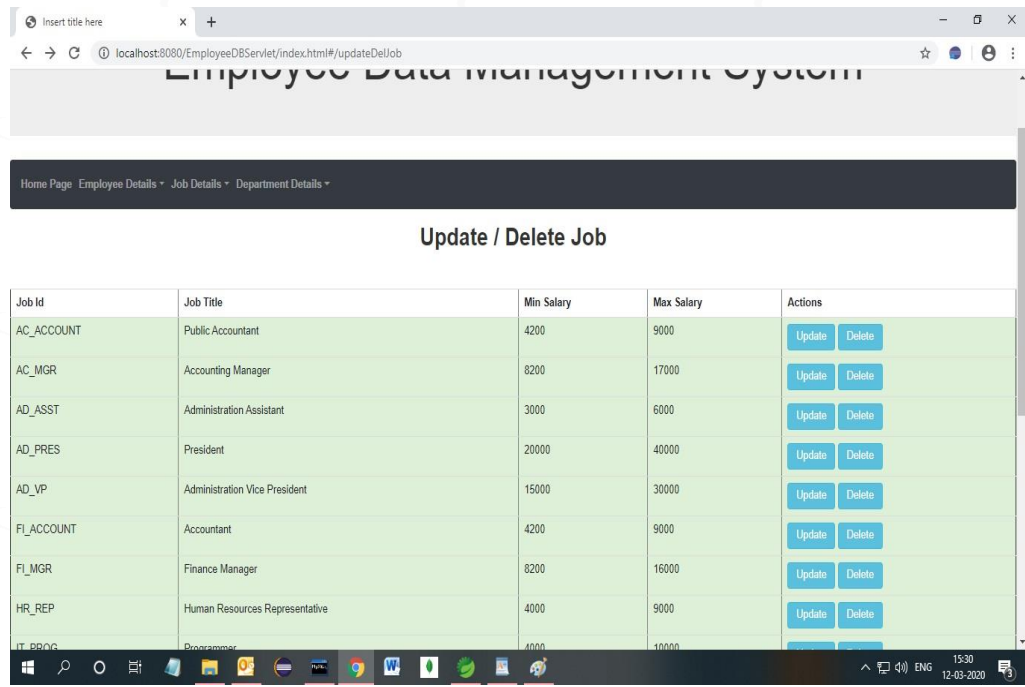 Insert title here
localhost:8080/EmployeeDBServlet/index.html#/updateDelJob
Employee Data Management System
Home Page Employee Details Job Details Department Details
Update / Delete Job
Job Id Job Title Min Salary Max Salary Actions
AC_ACCOUNT Public Accountant 4200 9000 Update Delete
AC_MGR Accounting Manager 8200 17000 Update Delete
AD_ASST Administration Assistant 3000 6000 Update Delete
AD_PRES President 20000 40000 Update Delete
AD_VP Administration Vice President 15000 30000 Update Delete
FI_ACCOUNT Accountant 4200 9000 Update Delete
FI_MGR Finance Manager 8200 16000 Update Delete
HR_REP Human Resources Representative 4000 9000 Update Delete
IT_PROG Programmer 4000 10000
ENG 15:30
12-03-2020